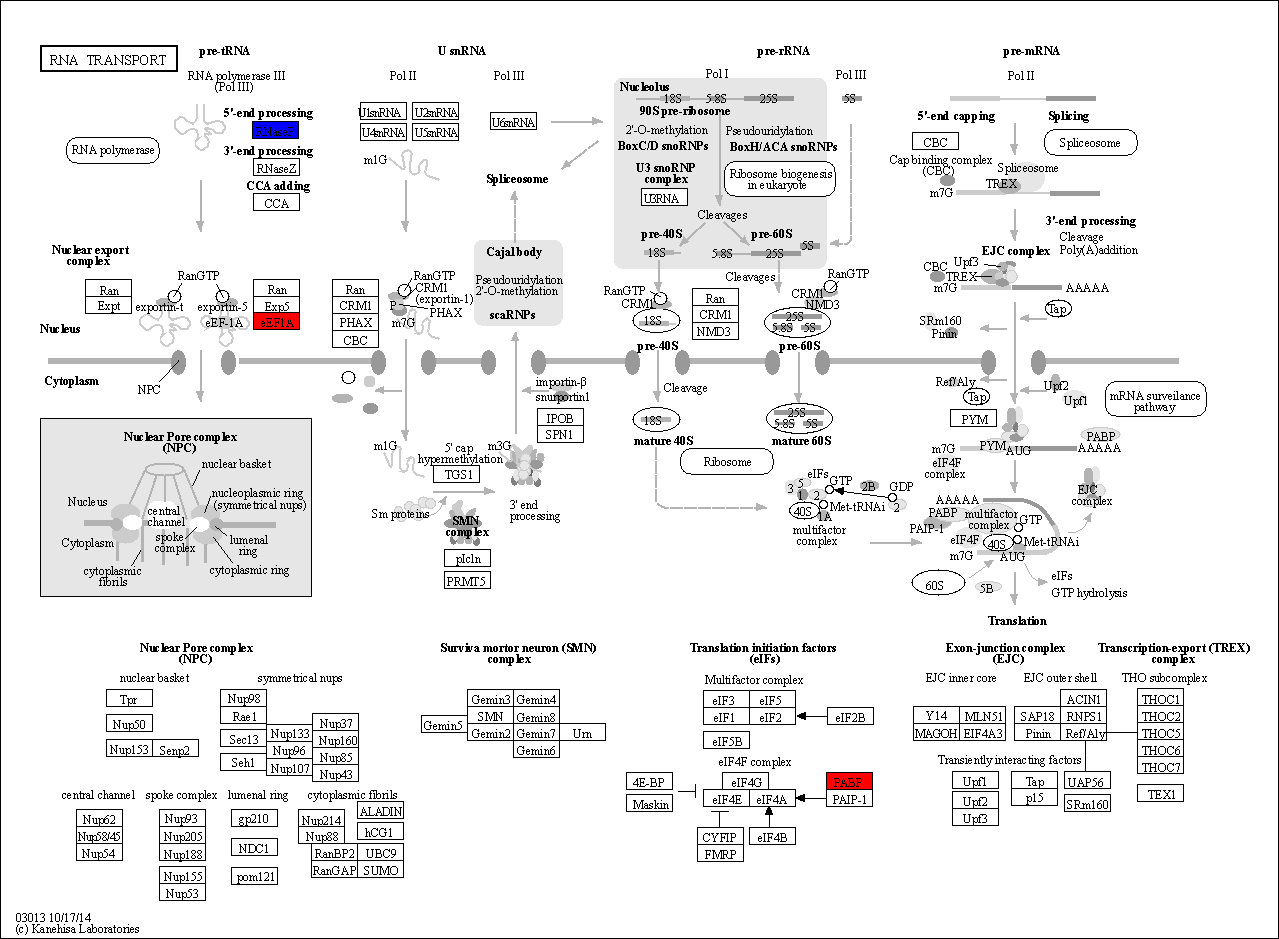 RNA TRANSPORT
pre-tRNA
U snRNA
pre-rRNA
pre-mRNA
RNA polymerase III
(Pol III)
Pol II
Pol III
Pol I
Pol III
Pol II
Nucleolus
18S 5.8S 25S
5S
5'-end processing
3'-end processing
RNaseZ
CCA adding
CCA
RNA polymerase
U1snRNA U2snRNA
U4snRNA U5snRNA
U6snRNA
m1G
Spliceosome
90S pre-ribosome
2'-O-methylation
Pseudouridylation
BoxC/D snoRNPs
BoxH/ACA snoRNPs
U3 snoRNP
complex
U3RNA
Ribosome biogenesis
in eukaryote
Cleavages
pre-40S
pre-60S
18S
5.8S 25S 5S
5'-end capping
Splicing
CBC
Spliceosome
Cap binding complex
(CBC)
Spliceosome
TREX
m7G
3'-end processing
Cleavage
Poly(A)addition
EJC complex
CBC
Upf3
TREX
m7G
AAAAA
Nuclear export
complex
Ran
Expt
RanGTP
exportin-t
exportin-5
eEF-1A
Ran
Exp5
eEF1A
Nucleus
Cytoplasm
NPC
Ran
CRM1
PHAX
CBC
RanGTP
CRM1
(exportin-1)
PHAX
P
m7G
Cajal body
Pseudouridylation
2'-O-methylation
scaRNPs
RanGTP
CRM1
18S
pre-40S
Cleavages
Ran
CRM1
NMD3
RanGTP
CRM1
NMD3
25S
5.8S 5S
pre-60S
Tap
SRm160
Pinin
importin-β
snurportin1
IPOB
SPN1
Cleavage
18S
mature 40S
25S
5.8S 5S
mature 60S
Ribosome
Ref/Aly
Tap
PYM
Upf2
Upf1
mRNA surveilance
pathway
m7G
PYM
AUG
PABP
AAAAA
eIF4F
complex
EJC
complex
Nuclear Pore complex
(NPC)
nuclear basket
Nucleus
nucleoplasmic ring
(symmetrical nups)
central
channel
spoke
complex
Cytoplasm
lumenal
ring
cytoplasmic
fibrils
cytoplasmic ring
m1G
5' cap
hypermethylation
TGS1
m3G
Sm proteins
3' end
processing
SMN
complex
pIcln
PRMT5
eIFs
GTP
2B
GDP
3 5
1 2
2
40S
1A
Met-tRNAi
multifactor
complex
AAAAA
PABP
PAIP-1
multifactor
complex
GTP
eIF4F
40S
Met-tRNAi
m7G
AUG
60S
5B
eIFs
GTP hydrolysis
Translation
Nuclear Pore complex
(NPC)
nuclear basket
Tpr
Nup50
Nup153 Senp2
symmetrical nups
Nup98
Rae1
Sec13
Seh1
Nup133
Nup96
Nup107
Nup37
Nup160
Nup85
Nup43
central channel
Nup62
Nup58/45
Nup54
spoke complex
Nup93
Nup205
Nup188
Nup155
Nup53
lumenal ring
gp210
NDC1
pom121
cytoplasmic fibrils
Nup214
Nup88
ALADIN
hCG1
RanBP2 UBC9
RanGAP SUMO
Surviva mortor neuron (SMN)
complex
Gemin5
Gemin3 Gemin4
SMN Gemin8
Gemin2 Gemin7
Gemin6
Urn
Translation initiation factors
(eIFs)
Multifactor complex
eIF3 eIF5
eIF1 eIF2
eIF2B
eIF5B
eIF4F complex
4E-BP
Maskin
eIF4G
eIF4E eIF4A
PABP
PAIP-1
CYFIP
FMRP
eIF4B
Exon-junction complex
(EJC)
EJC inner core
Y14 MLN51
MAGOH EIF4A3
EJC outer shell
ACIN1
SAP18 RNPS1
Pinin Ref/Aly
Transiently interacting factors
Upf1
Upf2
Upf3
Tap
p15
UAP56
SRm160
Transcription-export (TREX)
complex
THO subcomplex
THOC1
THOC2
THOC5
THOC6
THOC7
TEX1
03013 10/17/14
(c) Kanehisa Laboratories